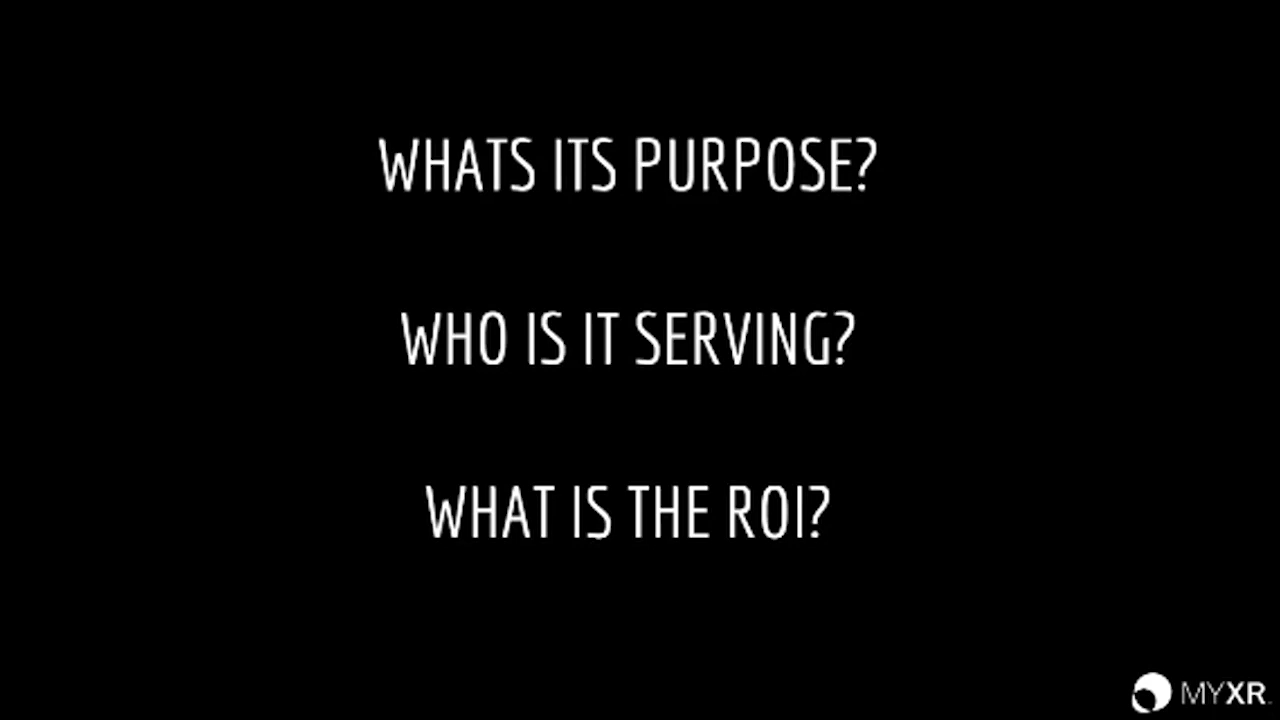 WHATS ITS PURPOSE?
WHO IS IT SERVING?
WHAT IS THE ROI?
MYXR